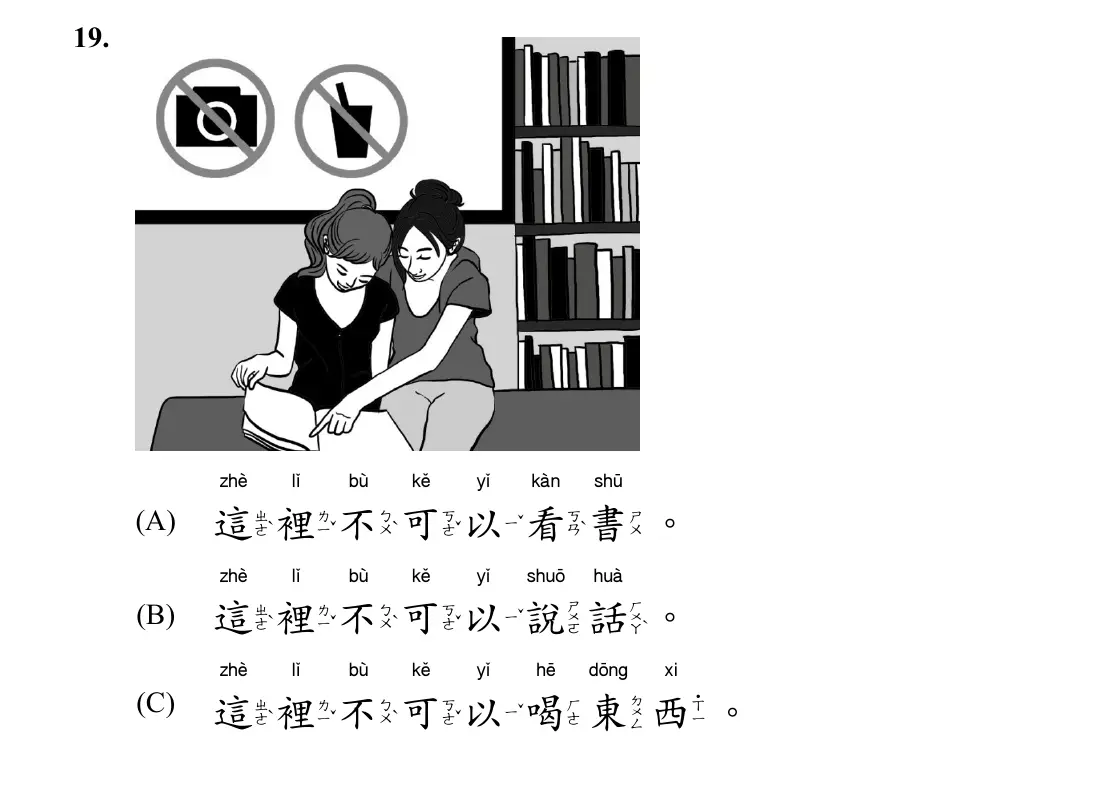 19.
zhè lǐ bù kě yǐ kàn shū
(A) 這ㄓㄜˋ裡ㄌㄧˇ不ㄅㄨˋ可ㄎㄜˇ以ㄧˇ看ㄎㄢˋ書ㄕㄨ。
zhè lǐ bù kě yǐ shuō huà
(B) 這ㄓㄜˋ裡ㄌㄧˇ不ㄅㄨˋ可ㄎㄜˇ以ㄧˇ說ㄕㄨㄛ話ㄏㄨㄚˋ。
zhè lǐ bù kě yǐ hē dōng xi
(C) 這ㄓㄜˋ裡ㄌㄧˇ不ㄅㄨˋ可ㄎㄜˇ以ㄧˇ喝ㄏㄜ東ㄉㄨㄥ西˙ㄒㄧ。